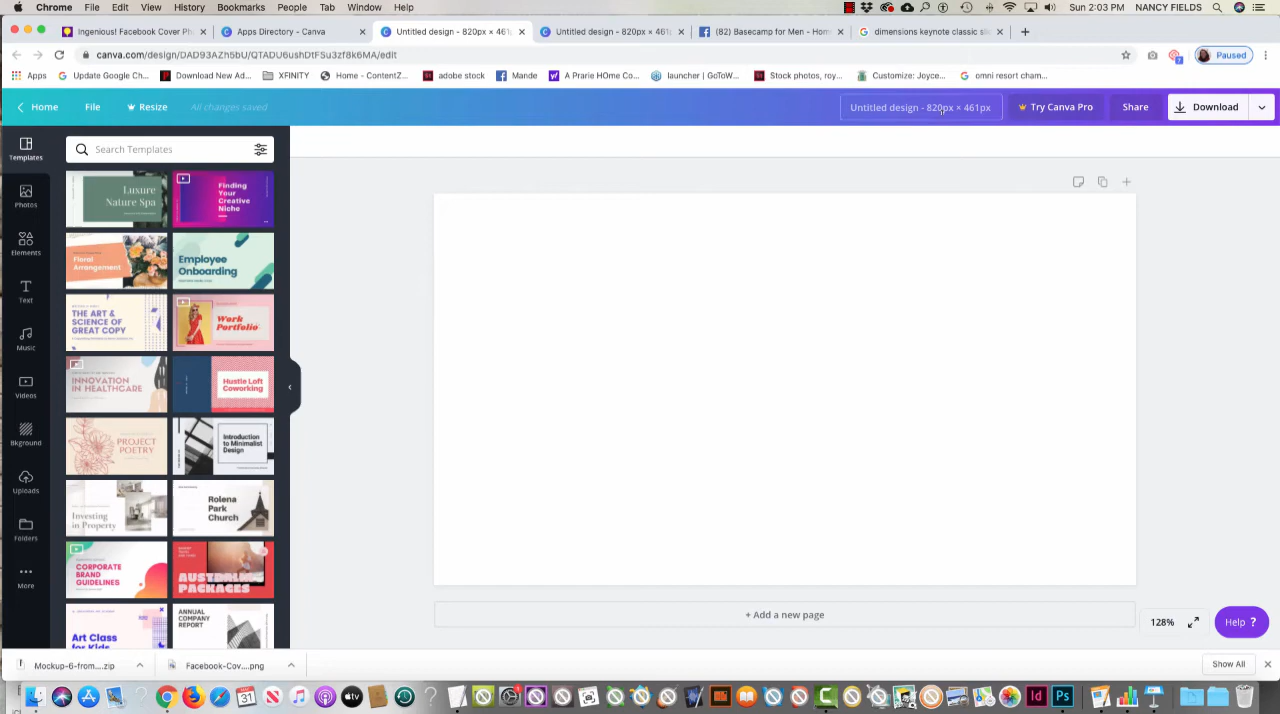 Chrome File Edit View History Bookmarks People Tab Window Help
Sun 2:03 PM NANCY FIELDS
Ingenious! Facebook Cover Ph
Apps Directory - Canva
Untitled design - 820px × 461
Untitled design - 820px × 461
(82) Basecamp for Men - Hom
dimensions keynote classic sl
canva.com/design/DAD93AZh5bU/QTADU6ushDtFSu3zf8k6MA/edit
Paused
Apps
Update Google Ch...
Download New Ad...
XFINITY
Home - ContentZ...
adobe stock
Mande
A Prarie HOme Co...
launcher | GoToW...
Stock photos, roy...
Customize: Joyce...
omni resort cham...
Home
File
Resize
All changes saved
Untitled design - 820px × 461px
Try Canva Pro
Share
Download
Templates
Photos
Elements
Text
Music
Videos
Bkground
Uploads
Folders
More
Search Templates
Luxure
Nature Spa
Finding
Your
Creative
Niche
Floral
Arrangement
Employee
Onboarding
THE ART &
SCIENCE OF
GREAT COPY
Work
Portfolio
INNOVATION
IN HEALTHCARE
Hustle Loft
Coworking
PROJECT
POETRY
Introduction
to Minimalist
Design
Investing
in Property
Rolena
Park
Church
CORPORATE
BRAND
GUIDELINES
AUSTRALIAN
PACKAGES
Art Class
for Kids
ANNUAL
COMPANY
REPORT
+ Add a new page
128%
Help ?
Mockup-6-from....zip
Facebook-Cov....png
Show All
MAY
31
tv
Id
Ps